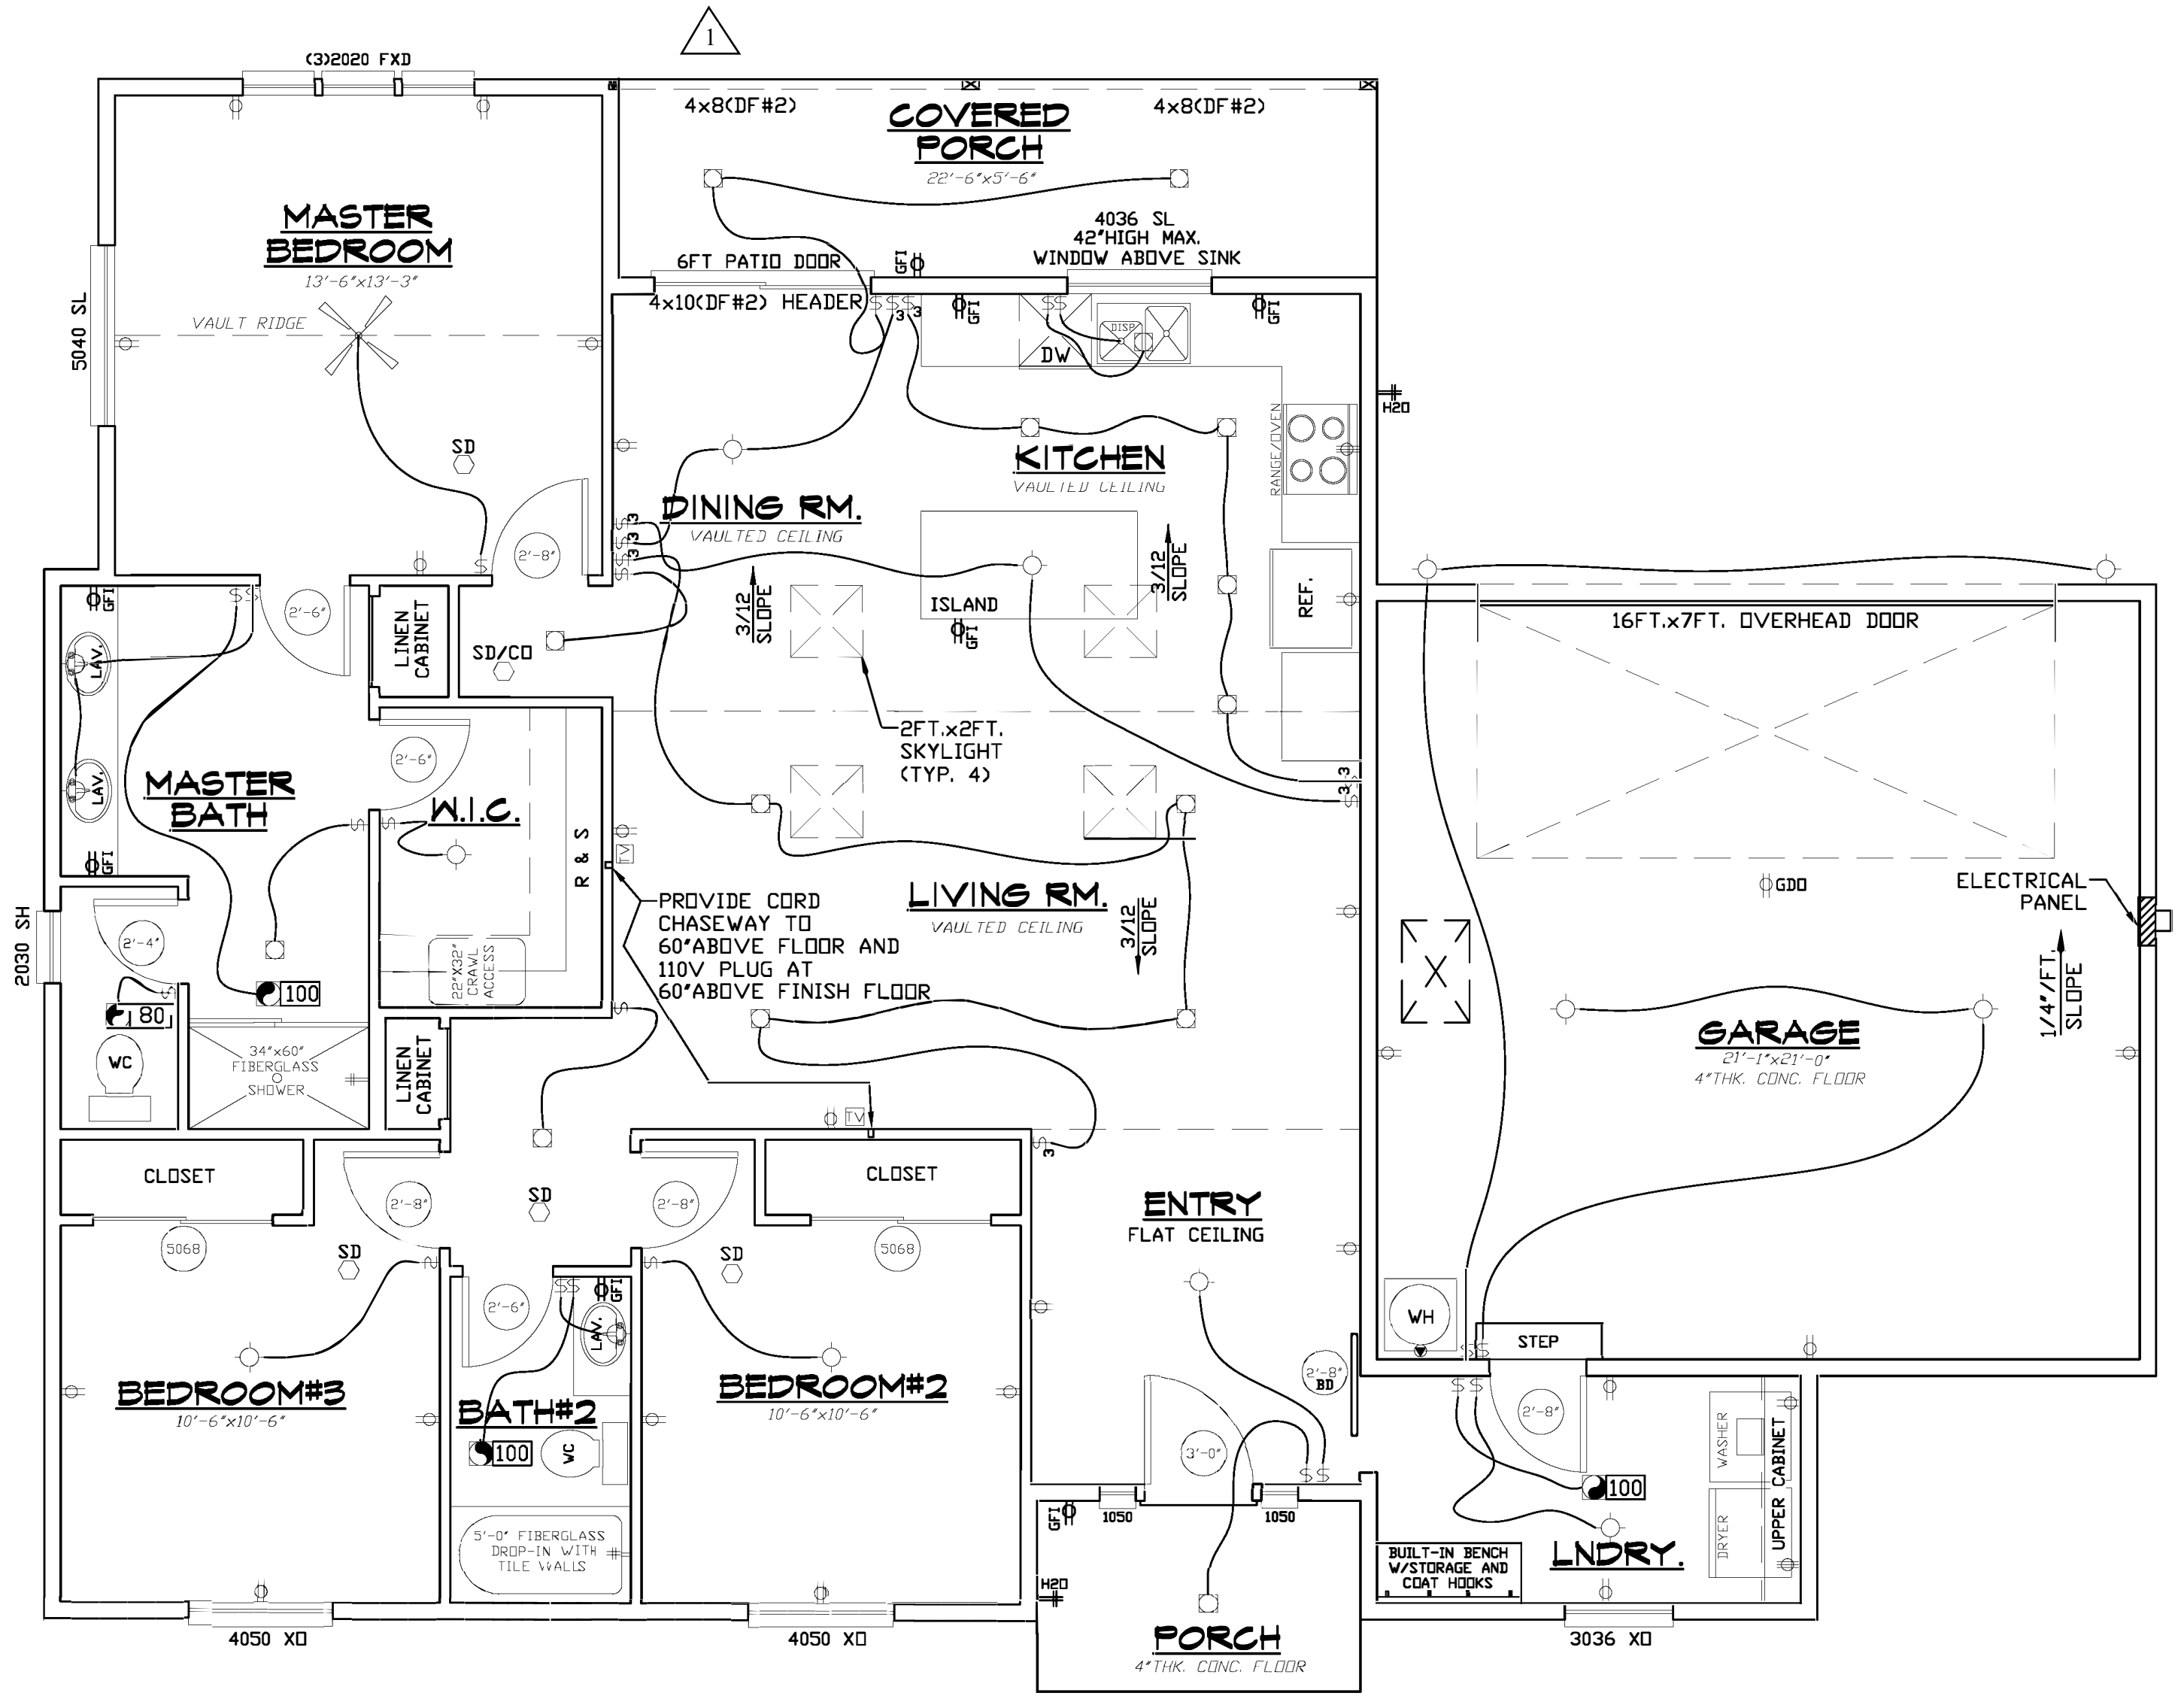 1
(3)2020 FXD
4x8(DF#2)
4x8(DF#2)
COVERED
PORCH
22'-6"x5'-6"
MASTER
BEDROOM
13'-6"x13'-3"
VAULT RIDGE
5040 SL
6FT PATIO DOOR
4x10(DF#2) HEADER
GFI
4036 SL
42"HIGH MAX.
WINDOW ABOVE SINK
$$$
3
3
GFI
$$
GFI
DISP
DW
H2O
SD
RANGE/OVEN
KITCHEN
VAULTED CEILING
DINING RM.
VAULTED CEILING
$
3
$
3
$
3
$
$
2'-8"
3/12
SLOPE
3/12
SLOPE
ISLAND
GFI
REF.
16FT.x7FT. OVERHEAD DOOR
GFI
$$
2'-6"
LINEN
CABINET
SD/CO
LAV.
LAV.
2FT.x2FT.
SKYLIGHT
(TYP. 4)
2'-6"
MASTER
BATH
W.I.C.
$
$
GFI
R & S
TV
3
$
3
$
LIVING RM.
VAULTED CEILING
3/12
SLOPE
PROVIDE CORD
CHASEWAY TO
60"ABOVE FLOOR AND
110V PLUG AT
60"ABOVE FINISH FLOOR
GDO
ELECTRICAL
PANEL
1/4"/FT.
SLOPE
2030 SH
2'-4"
$
100
80
22"X32"
CRAWL
ACCESS
$
WC
34"x60"
FIBERGLASS
SHOWER
LINEN
CABINET
GARAGE
21'-1"x21'-0"
4"THK. CONC. FLOOR
TV
$
3
CLOSET
CLOSET
2'-8"
SD
2'-8"
ENTRY
FLAT CEILING
5068
SD
$
$
SD
5068
2'-6"
$$
GFI
LAV.
WH
$$
STEP
2'-8"
BD
BEDROOM#3
10'-6"x10'-6"
BATH#2
BEDROOM#2
10'-6"x10'-6"
$$
2'-8"
WASHER
UPPER CABINET
DRYER
100
WC
3'-0"
$$
100
5'-0" FIBERGLASS
DROP-IN WITH
TILE WALLS
GFI
1050
1050
H2O
BUILT-IN BENCH
W/STORAGE AND
COAT HOOKS
LNDRY.
4050 XO
4050 XO
PORCH
4"THK. CONC. FLOOR
3036 XO